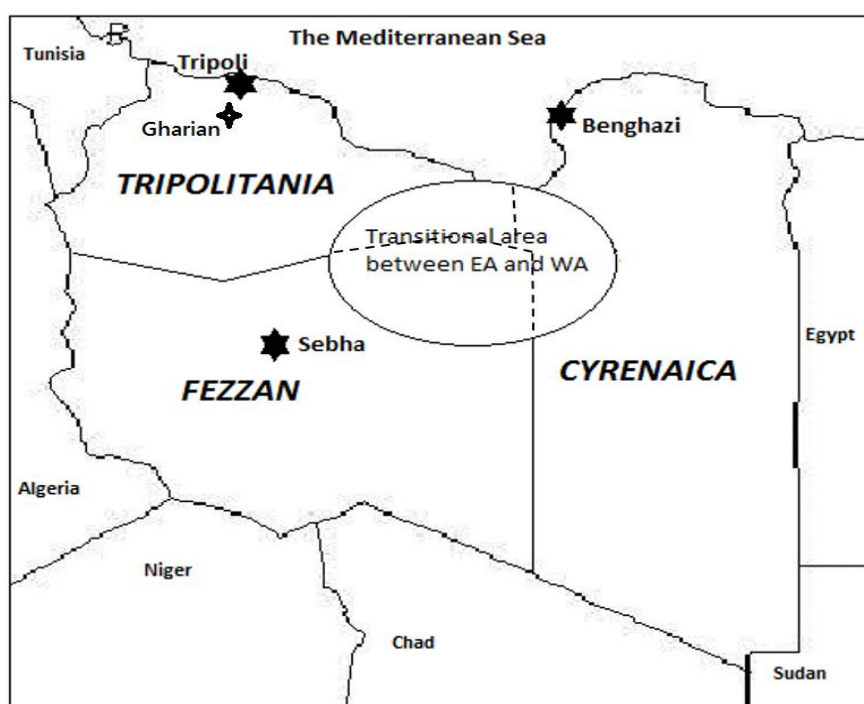 The Mediterranean Sea
Tunisia
Tripoli
Gharian
Benghazi
TRIPOLITANIA
Transitional area
between EA and WA
Egypt
Sebha
CYRENAICA
FEZZAN
Algeria
Niger
Chad
Sudan